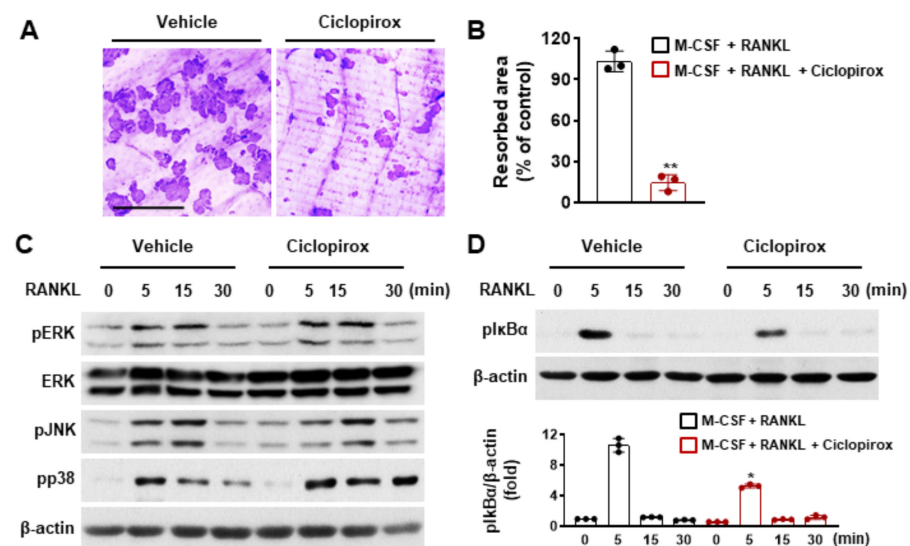 A
Vehicle
Ciclopirox
B
Resorbed area
(% of control)
120
90
60
30
0
M-CSF + RANKL
M-CSF + RANKL + Ciclopirox
**
C
Vehicle
Ciclopirox
RANKL 0 5 15 30 0 5 15 30 (min)
pERK
ERK
pJNK
pp38
β-actin
D
Vehicle
Ciclopirox
RANKL 0 5 15 30 0 5 15 30 (min)
pIκBα
β-actin
pIκBα/β-actin
(fold)
12
8
4
0
M-CSF + RANKL
M-CSF + RANKL + Ciclopirox
*
0 5 15 30 0 5 15 30 (min)